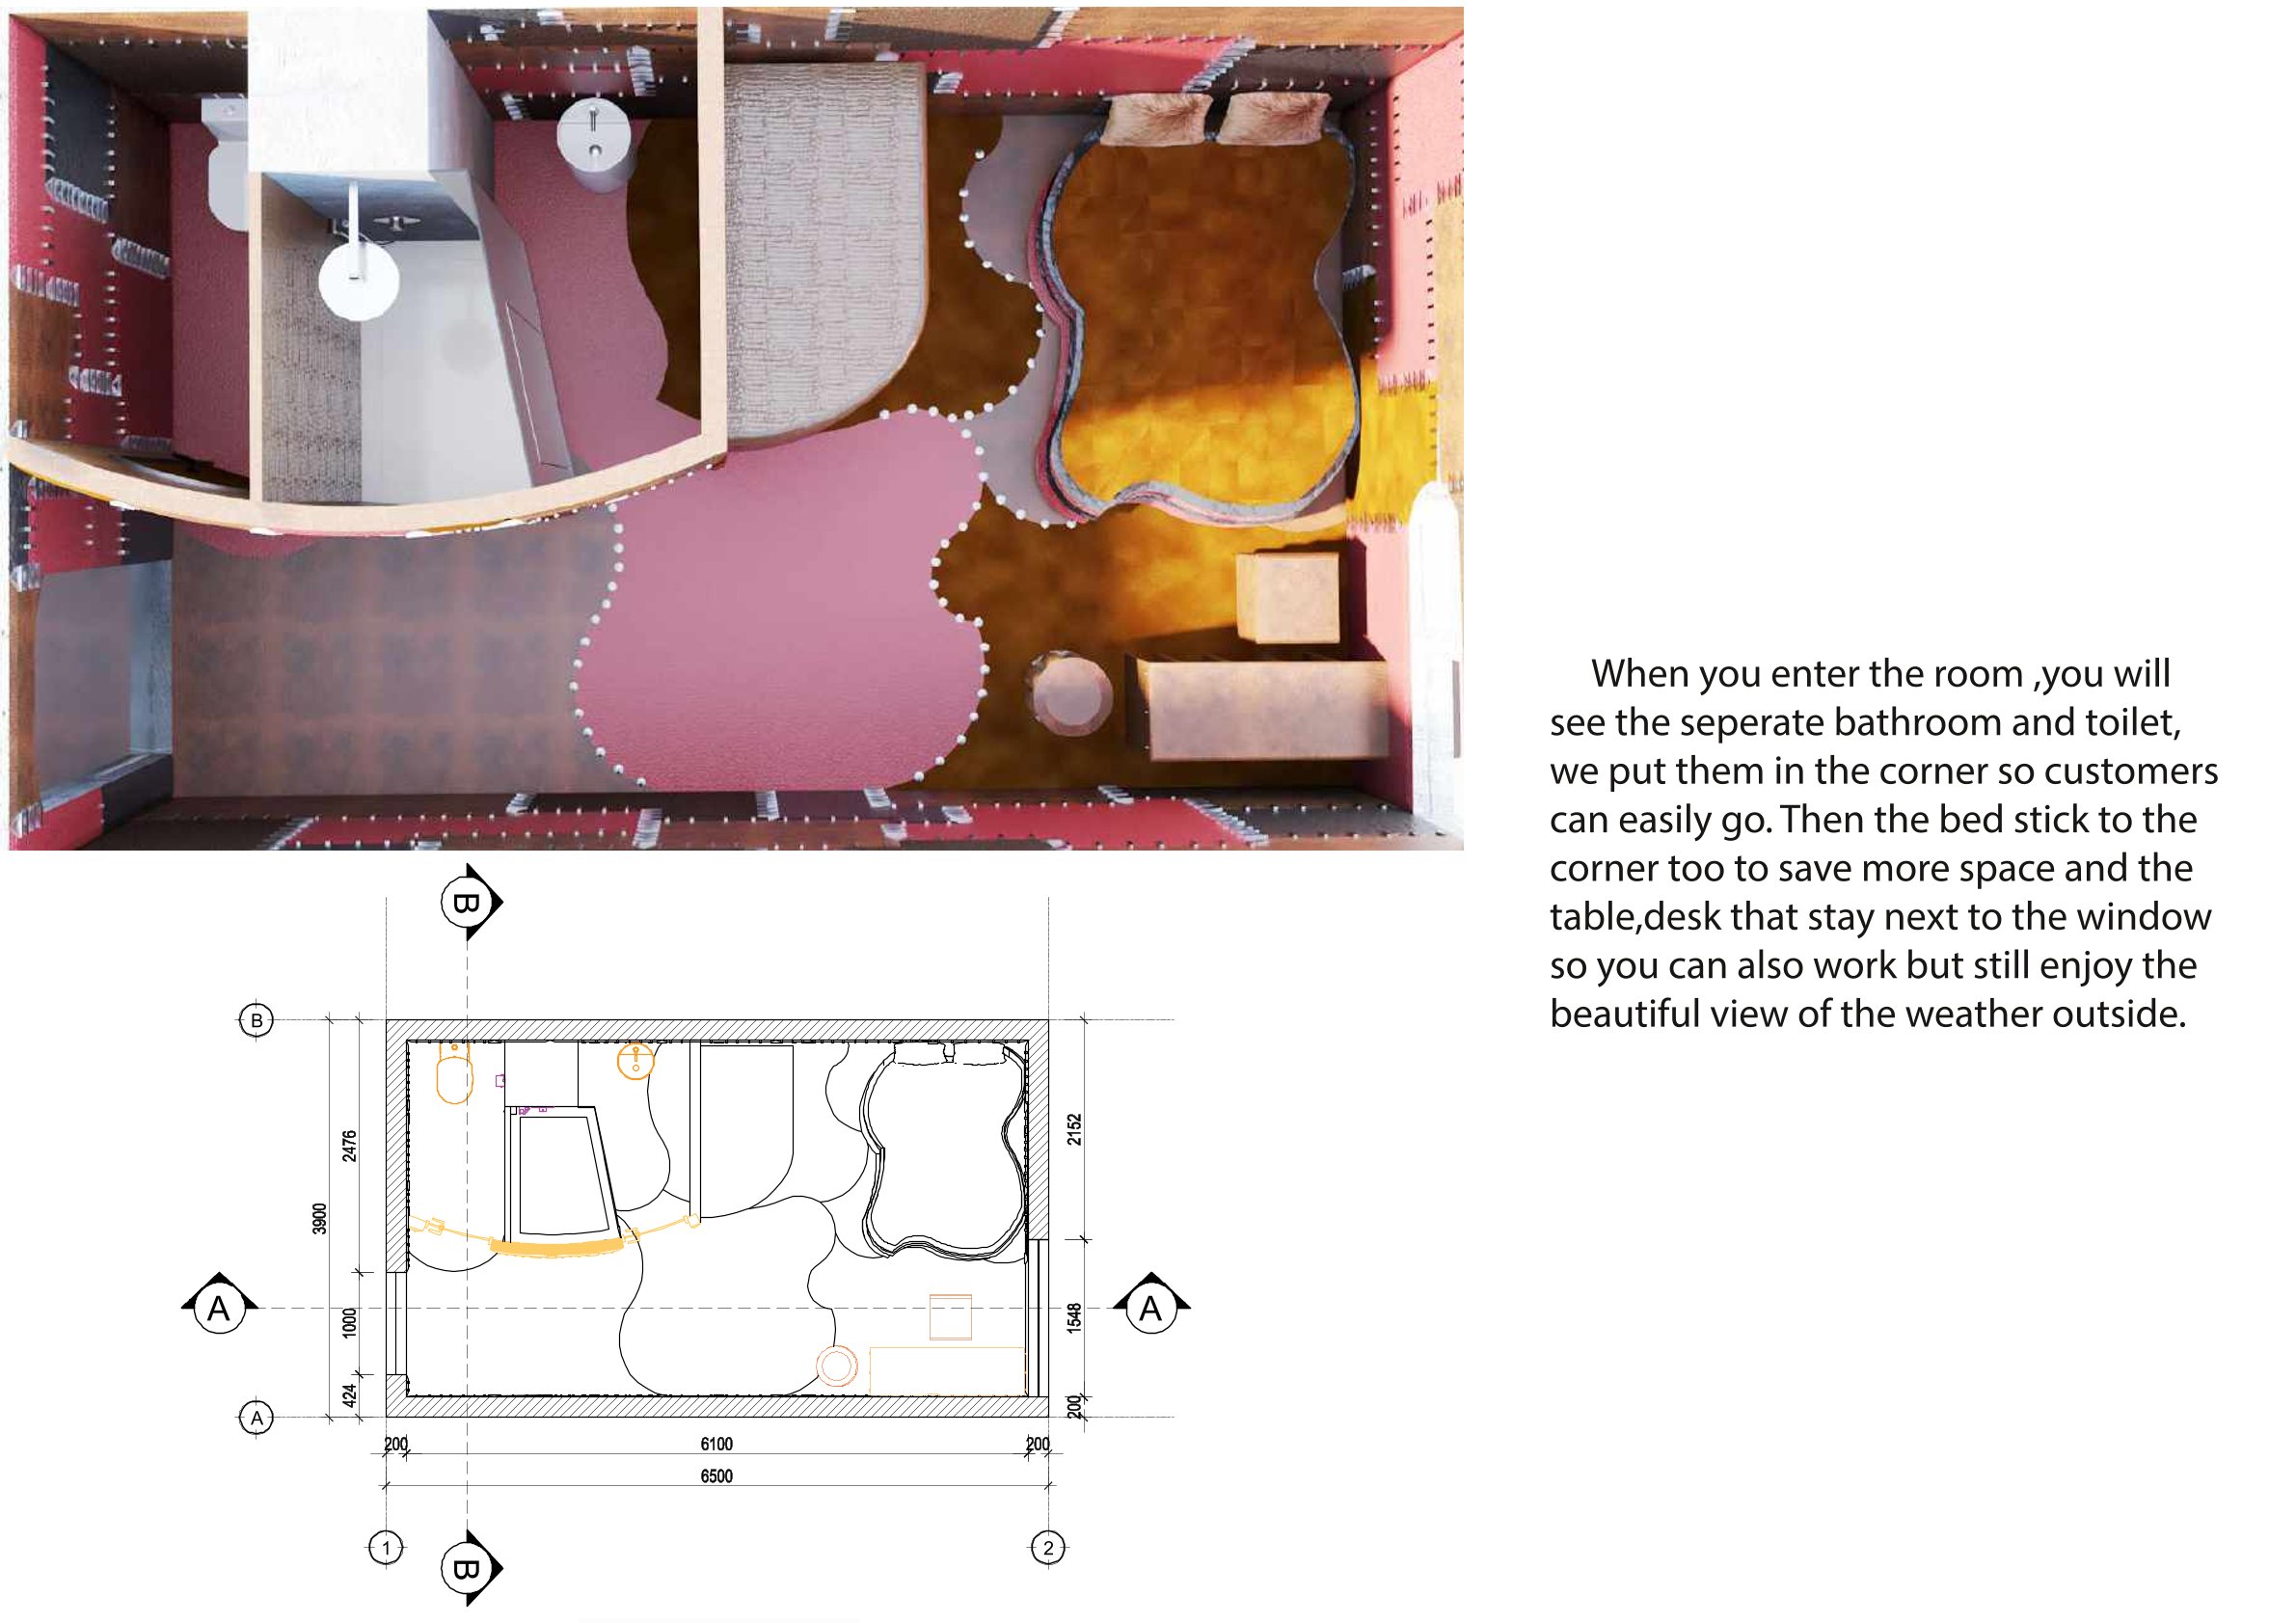 When you enter the room ,you will
see the seperate bathroom and toilet,
we put them in the corner so customers
can easily go. Then the bed stick to the
corner too to save more space and the
table,desk that stay next to the window
so you can also work but still enjoy the
beautiful view of the weather outside.
B
B
2476
2152
3900
A
1000
1548
A
424
200
A
200
6100
200
6500
1
B
2